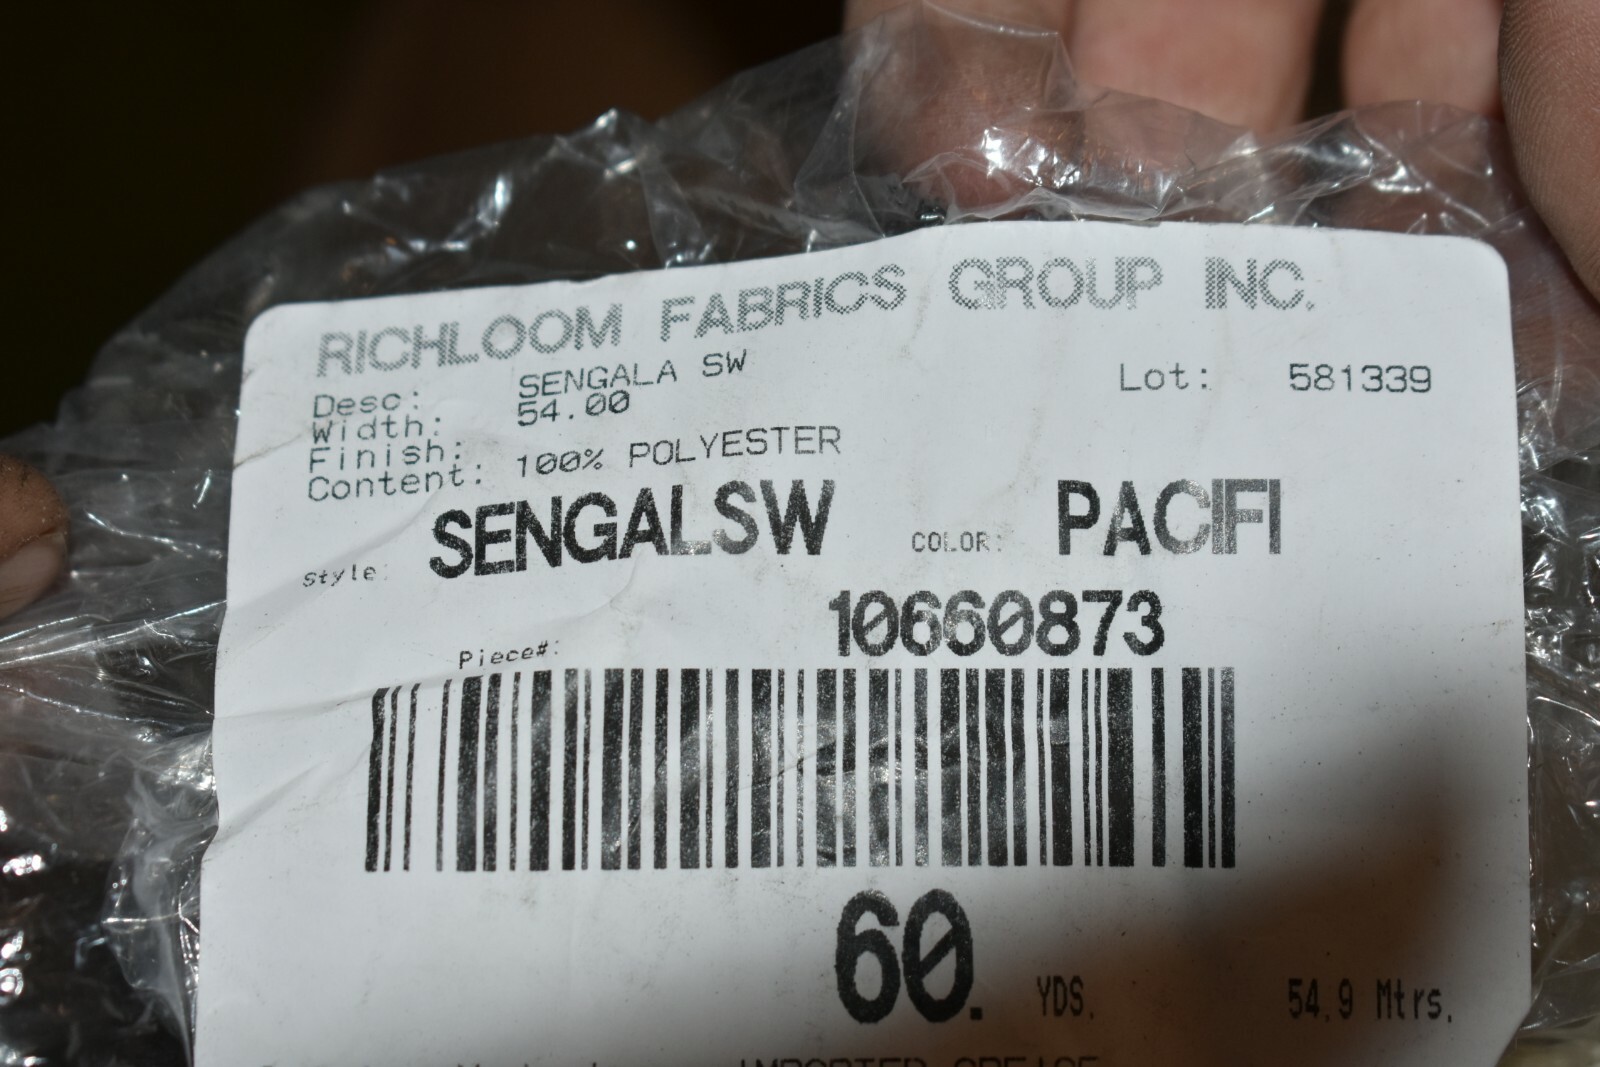 RICHLOOM FABRICS GROUP INC.
Desc: SENGALA SW
Lot: 581339
Width: 54.00
Finish:
Content: 100% POLYESTER
Style: SENGALSW COLOR: PACIFI
Piece#: 10660873
60. YDS. 54.9 Mtrs.
IMPORTED